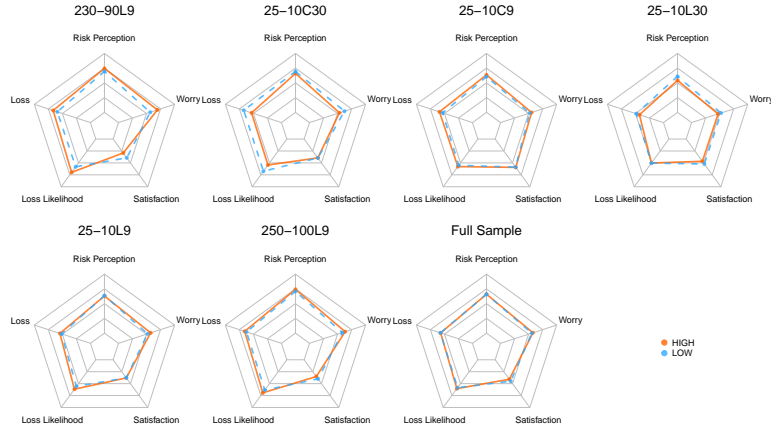 230−90L9
25−10C30
25−10C9
25−10L30
Risk Perception
Risk Perception
Risk Perception
Risk Perception
Loss
Worry
Loss
Worry
Loss
Worry
Loss
Worry
Loss Likelihood
Satisfaction
Loss Likelihood
Satisfaction
Loss Likelihood
Satisfaction
Loss Likelihood
Satisfaction
25−10L9
250−100L9
Full Sample
Risk Perception
Risk Perception
Risk Perception
Loss
Worry
Loss
Worry
Loss
Worry
HIGH
LOW
Loss Likelihood
Satisfaction
Loss Likelihood
Satisfaction
Loss Likelihood
Satisfaction